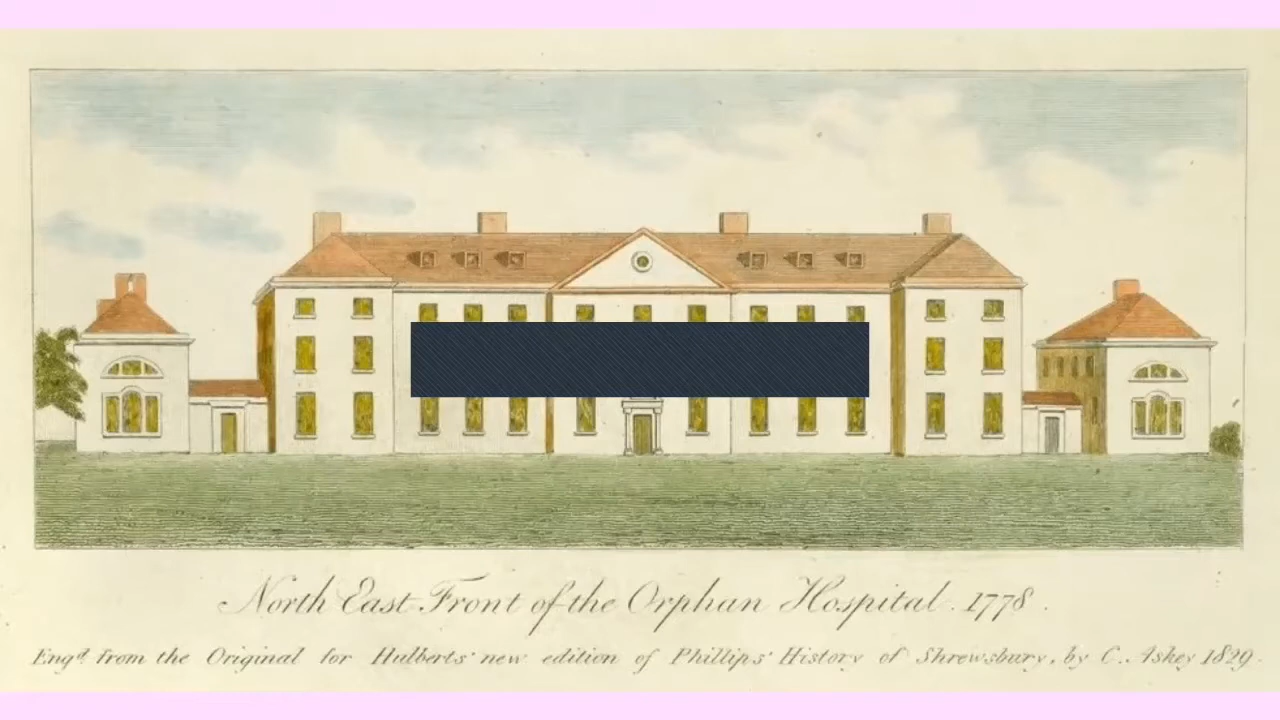 North East Front of the Orphan Hospital. 1778.
Engd. from the Original for Hulberts' new edition of Phillips' History of Shrewsbury, by C. Askey 1829.